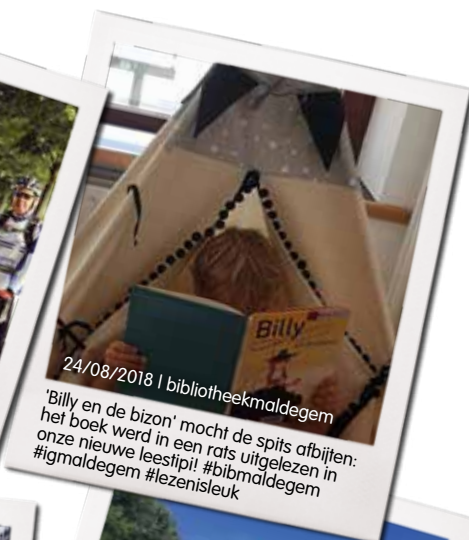 Billy
24/08/2018 | bibliotheekmaldegem
'Billy en de bizon' mocht de spits afbijten:
het boek werd in een rats uitgelezen in
onze nieuwe leestipi! #bibmaldegem
#igmaldegem #lezenisleuk